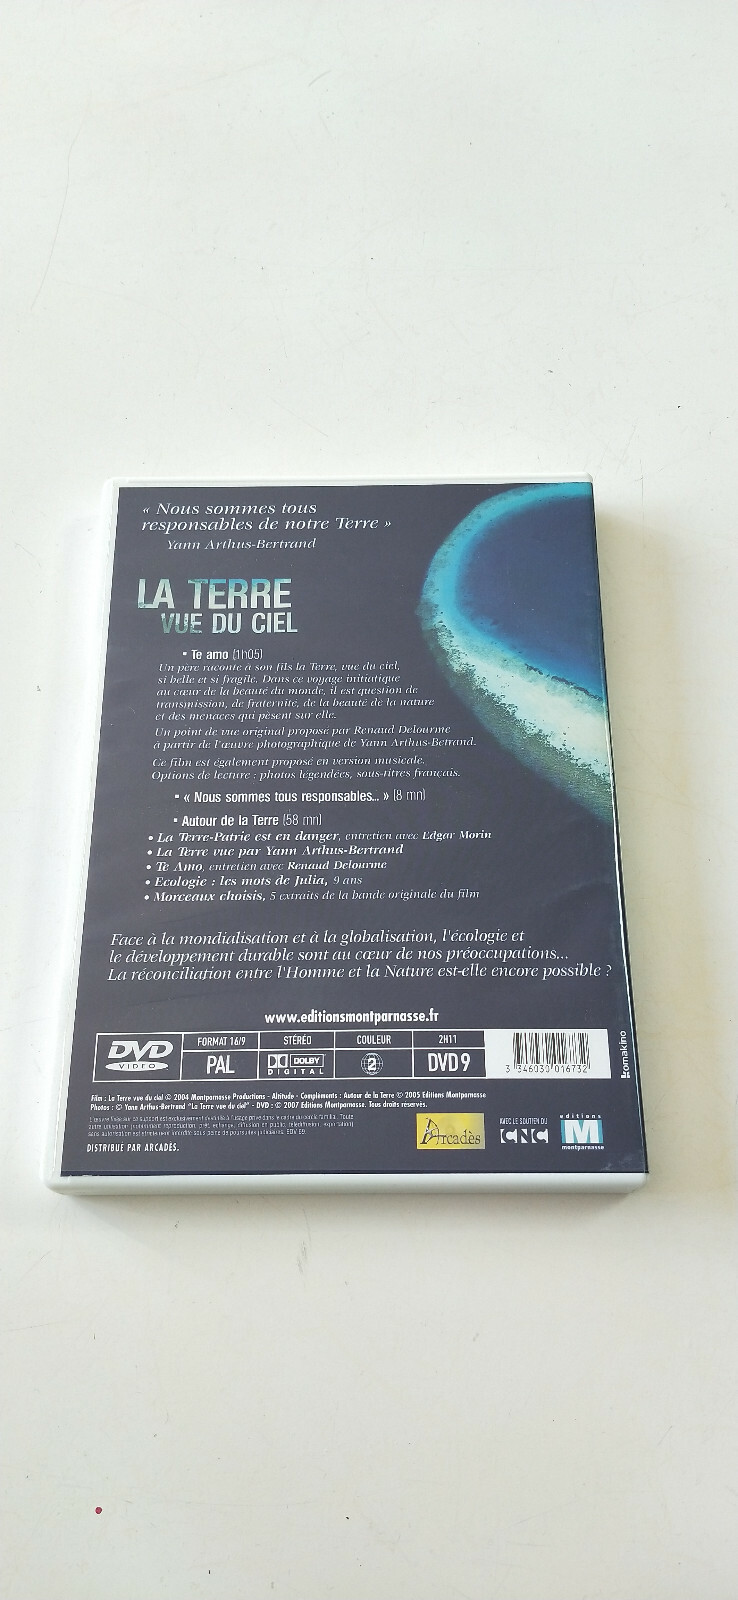 « Nous sommes tous
responsables de notre Terre »
Yann Arthus-Bertrand
LA TERRE
VUE DU CIEL
▪ Te amo (1h05)
Un père raconte à son fils la Terre, vue du ciel,
si belle et si fragile. Dans ce voyage initiatique
au cœur de la beauté du monde, il est question de
transmission, de fraternité, de la beauté de la nature
et des menaces qui pèsent sur elle.
Un point de vue original proposé par Renaud Delourme
à partir de l'œuvre photographique de Yann Arthus-Betrand.
Ce film est également proposé en version musicale.
Options de lecture : photos légendées, sous-titres français.
▪ « Nous sommes tous responsables... » (8 mn)
▪ Autour de la Terre (58 mn)
• La Terre-Patrie est en danger, entretien avec Edgar Morin
• La Terre vue par Yann Arthus-Bertrand
• Te Amo, entretien avec Renaud Delourme
• Ecologie : les mots de Julia, 9 ans
• Morceaux choisis, 5 extraits de la bande originale du film
Face à la mondialisation et à la globalisation, l'écologie et
le développement durable sont au cœur de nos préoccupations...
La réconciliation entre l'Homme et la Nature est-elle encore possible ?
www.editionsmontparnasse.fr
DVD VIDEO
FORMAT 16/9
PAL
STÉRÉO
DOLBY DIGITAL
COULEUR
2
2H11
DVD 9
3 346030 016732
Film : La Terre vue du ciel © 2004 Montparnasse Productions - Altitude - Compléments : Autour de la Terre © 2005 Editions Montparnasse
Photos : © Yann Arthus-Bertrand "La Terre vue du ciel" - DVD : © 2007 Editions Montparnasse. Tous droits réservés.
DISTRIBUÉ PAR ARCADÈS.
Arcadès
AVEC LE SOUTIEN DU
CNC
editions
M
montparnasse